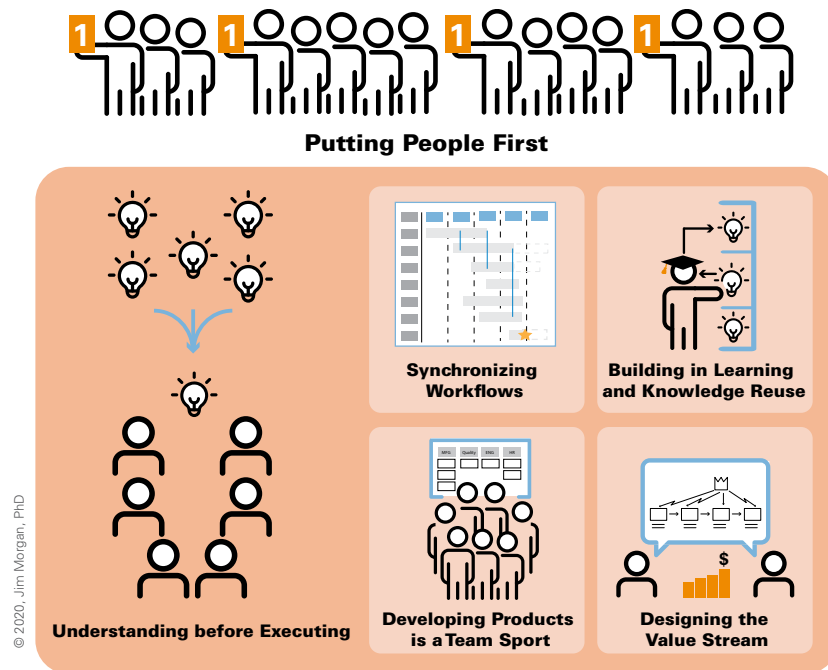 1 1 1 1
Putting People First
Understanding before Executing
Synchronizing
Workflows
Building in Learning
and Knowledge Reuse
MFG Quality ENG HR
Developing Products
is a Team Sport
$
Designing the
Value Stream
© 2020, Jim Morgan, PhD